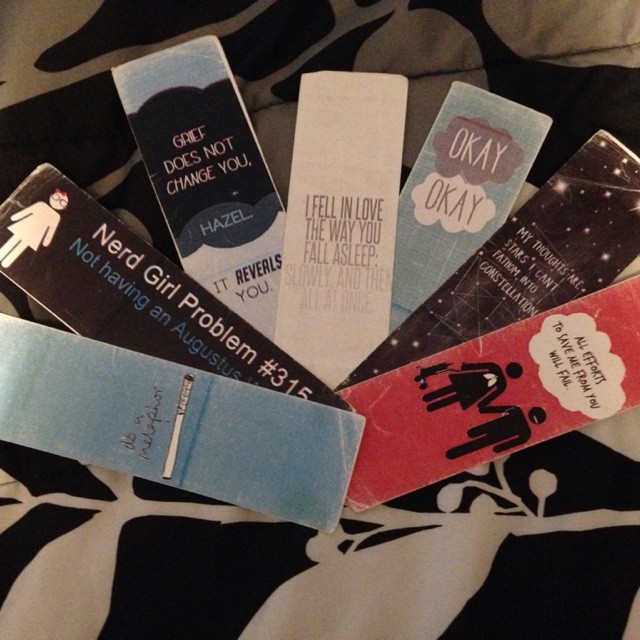 GRIEF
DOES NOT
CHANGE YOU,
HAZEL.
IT REVEALS
YOU.
I FELL IN LOVE
THE WAY YOU
FALL ASLEEP:
SLOWLY, AND THEN
ALL AT ONCE.
OKAY
OKAY
MY THOUGHTS ARE
STARS I CAN'T
FATHOM INTO
CONSTELLATIONS
Nerd Girl Problem #315
Not having an Augustus
ALL EFFORTS
TO SAVE ME FROM YOU
WILL FAIL